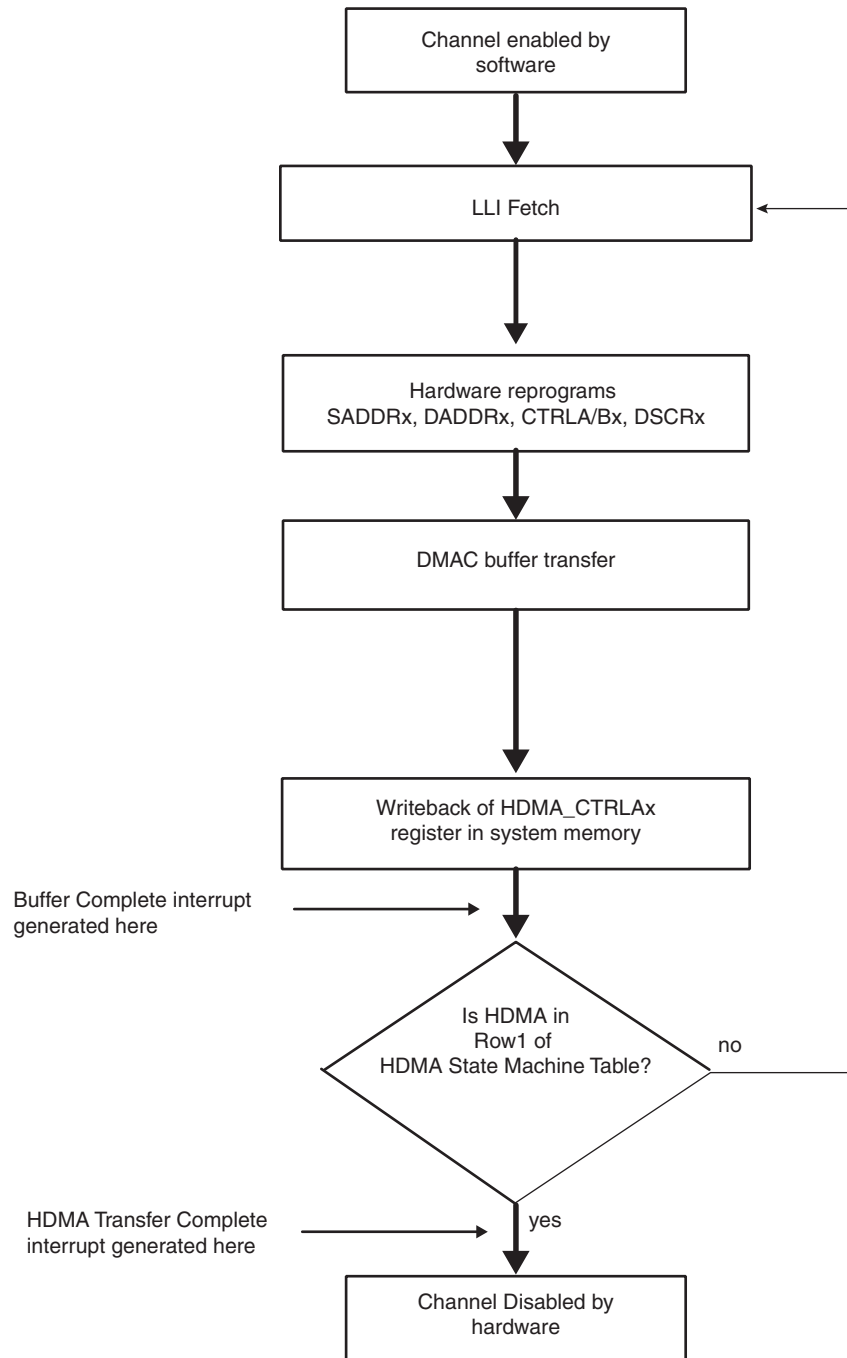 Channel enabled by
software
LLI Fetch
Hardware reprograms
SADDRx, DADDRx, CTRLA/Bx, DSCRx
DMAC buffer transfer
Writeback of HDMA_CTRLAx
register in system memory
Buffer Complete interrupt
generated here
Is HDMA in
Row1 of
HDMA State Machine Table?
no
HDMA Transfer Complete
interrupt generated here
yes
Channel Disabled by
hardware